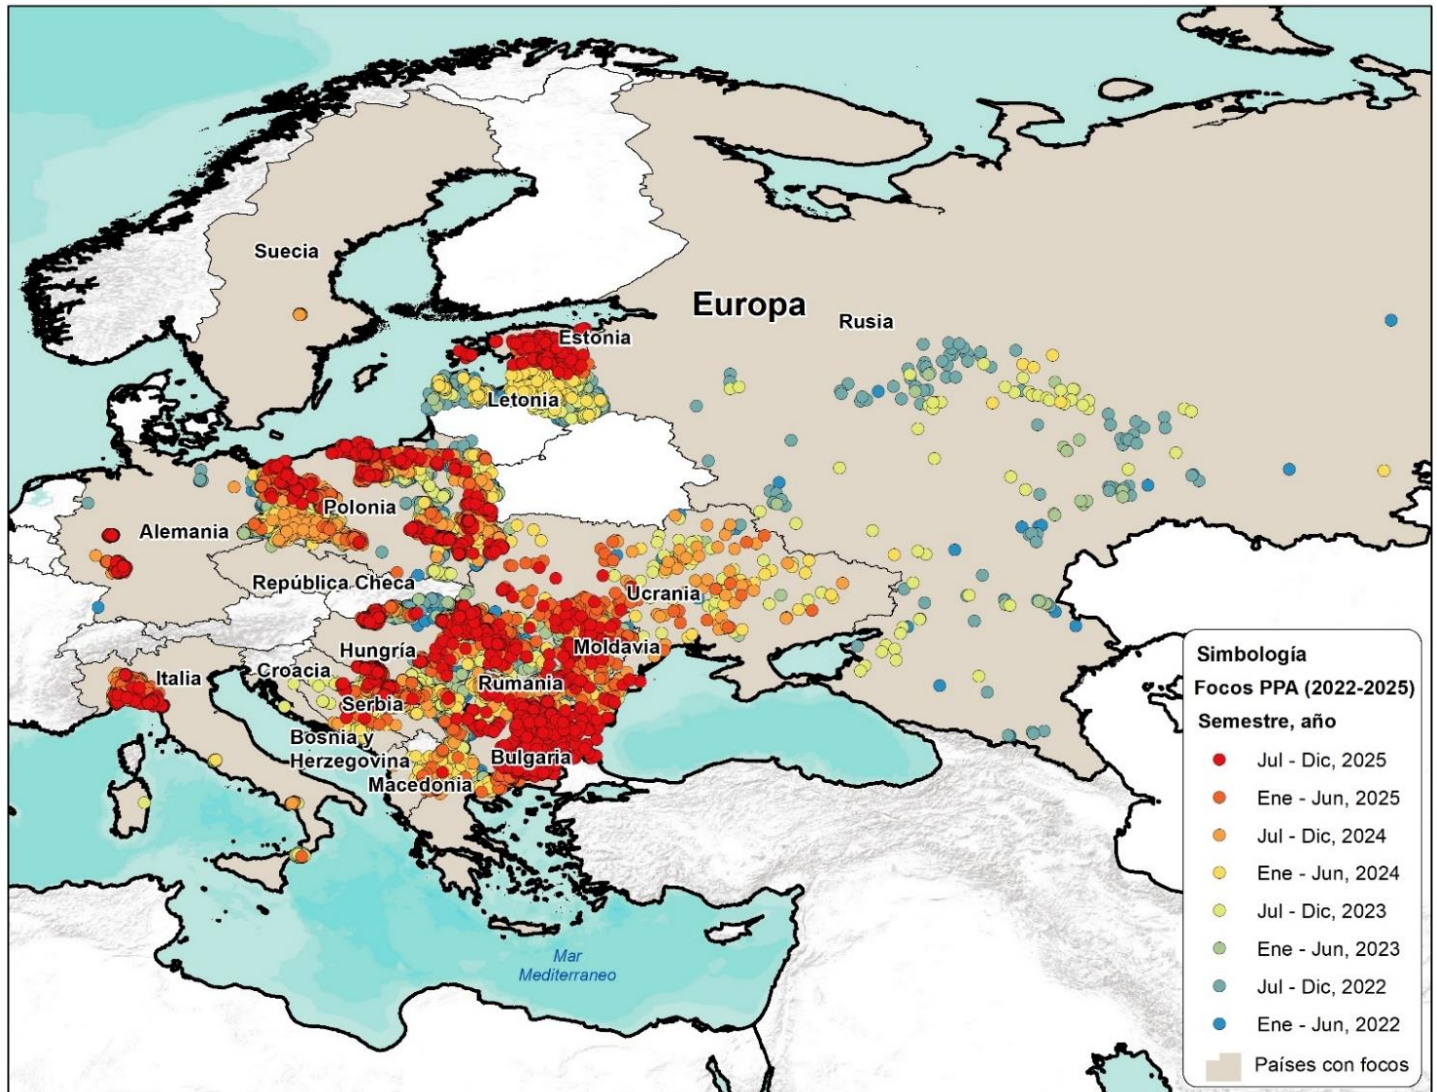 Suecia
Europa
Rusia
Estonia
Letonia
Polonia
Alemania
República Checa
Ucrania
Hungría
Moldavia
Croacia
Italia
Rumania
Serbia
Bosnia y
Herzegovina
Bulgaria
Macedonia
Mar
Mediterraneo
Simbología
Focos PPA (2022-2025)
Semestre, año
Jul - Dic, 2025
Ene - Jun, 2025
Jul - Dic, 2024
Ene - Jun, 2024
Jul - Dic, 2023
Ene - Jun, 2023
Jul - Dic, 2022
Ene - Jun, 2022
Países con focos